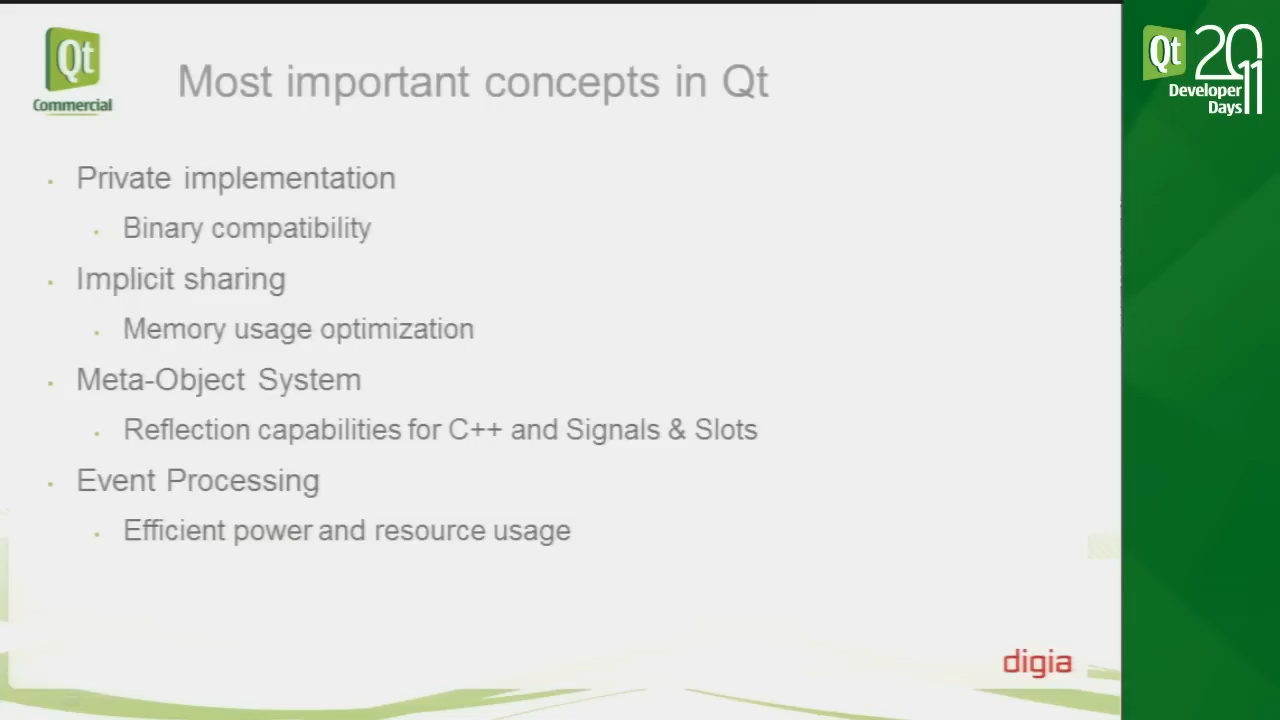 Qt
Commercial
Most important concepts in Qt
Private implementation
Binary compatibility
Implicit sharing
Memory usage optimization
Meta-Object System
Reflection capabilities for C++ and Signals & Slots
Event Processing
Efficient power and resource usage
digia
Qt 2011
Developer
Days